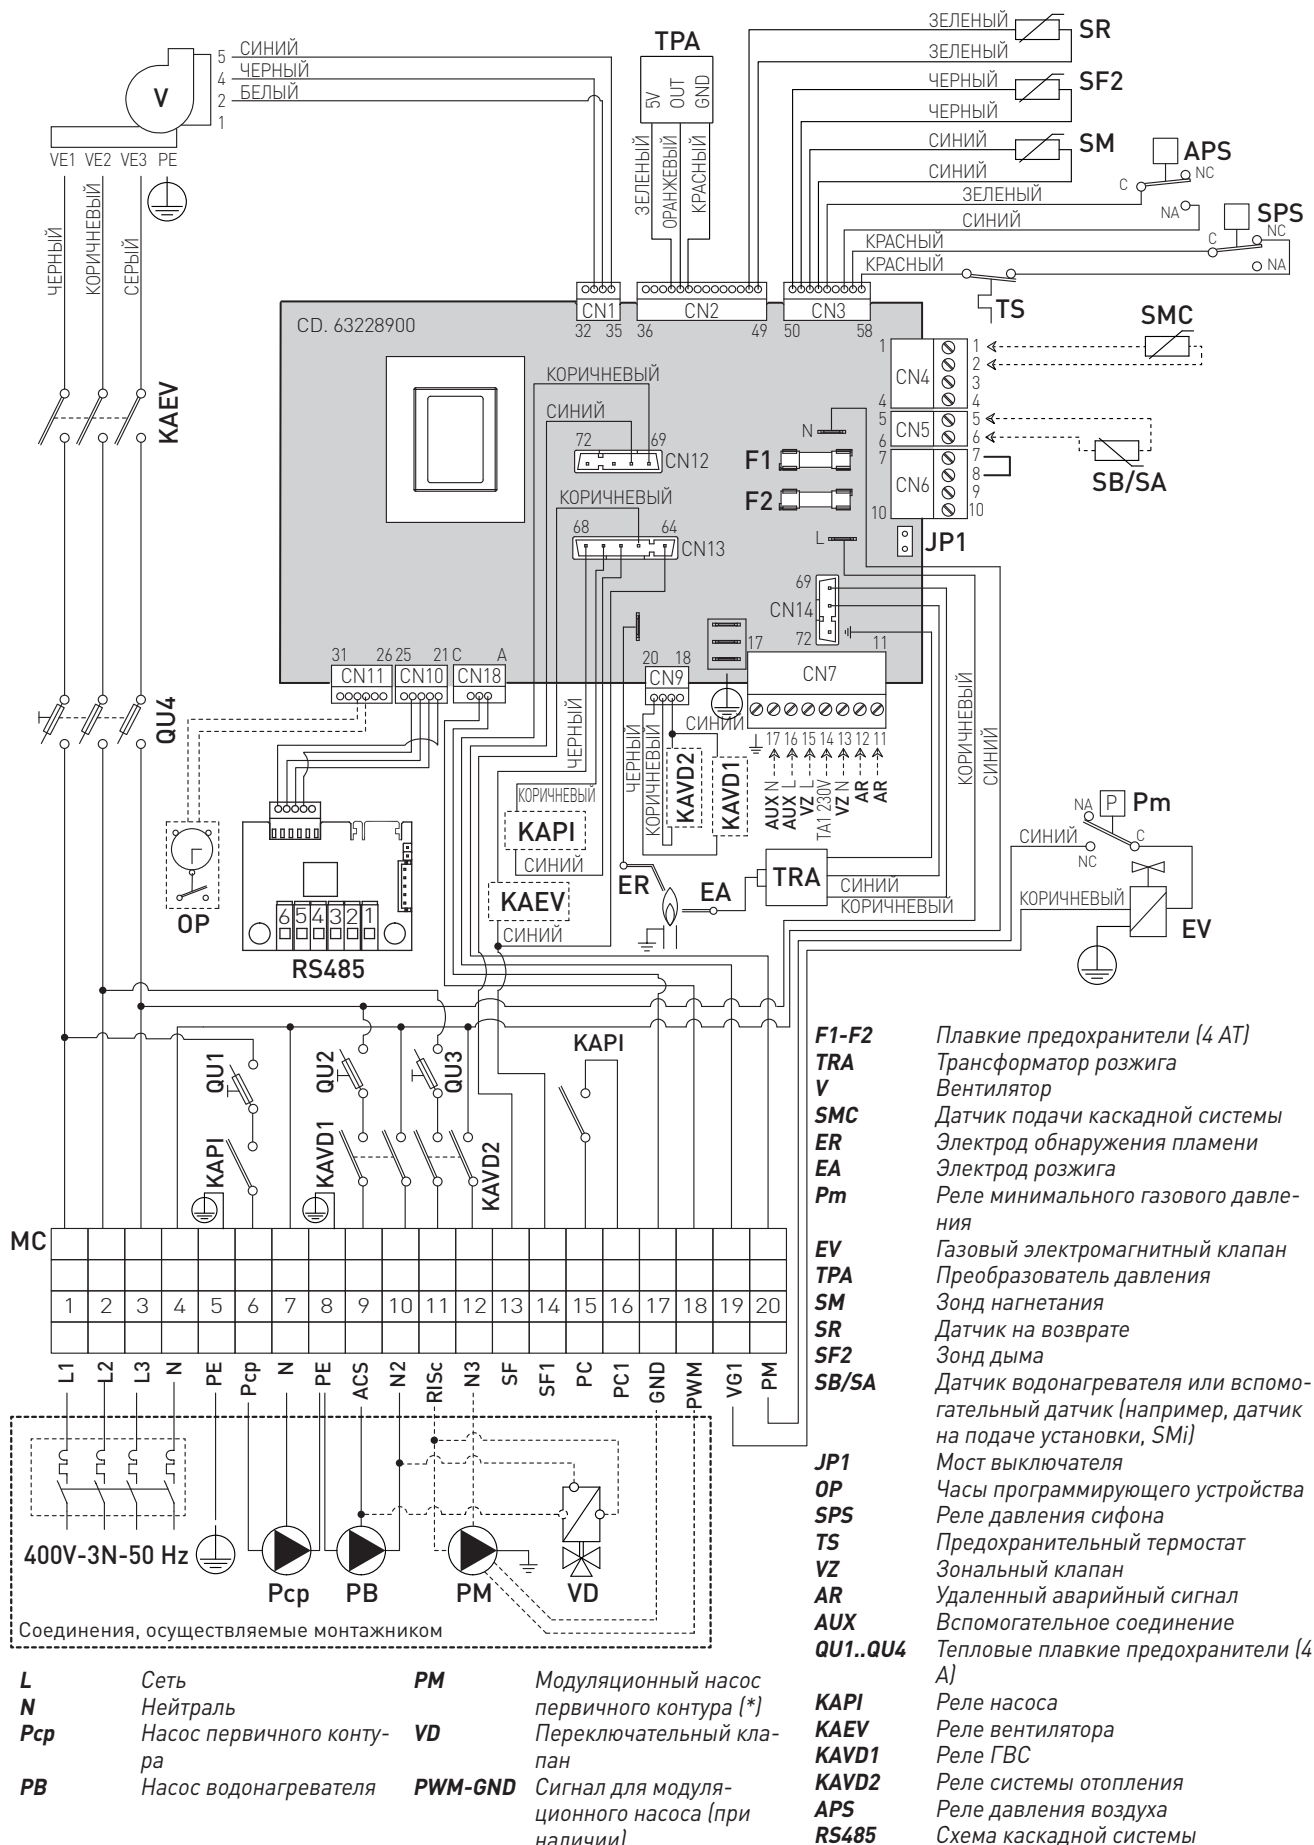 5 СИНИЙ
4 ЧЕРНЫЙ
2 БЕЛЫЙ
1
V
VE1 VE2 VE3 PE
ЧЕРНЫЙ
КОРИЧНЕВЫЙ
СЕРЫЙ
TPA
5V
OUT
GND
ЗЕЛЕНЫЙ
ОРАНЖЕВЫЙ
КРАСНЫЙ
ЗЕЛЕНЫЙ
SR
ЗЕЛЕНЫЙ
ЧЕРНЫЙ
SF2
ЧЕРНЫЙ
СИНИЙ
SM
СИНИЙ
APS
C
NC
NA
ЗЕЛЕНЫЙ
СИНИЙ
SPS
C
NC
NA
КРАСНЫЙ
КРАСНЫЙ
TS
CN1
32 35
CN2
36 49
CN3
50 58
CD. 63228900
SMC
1
CN4
4
1
2
3
4
5
CN5
6
5
6
SB/SA
7
CN6
10
7
8
9
10
JP1
КОРИЧНЕВЫЙ
СИНИЙ
72 69
CN12
КОРИЧНЕВЫЙ
68 64
CN13
N
F1
F2
L
69
CN14
72
KAEV
QU4
31 26
CN11
25 21
CN10
C A
CN18
20 18
CN9
17 11
CN7
17 16 15 14 13 12 11
AUX N
AUX L
VZ L
TA1 230V
VZ N
AR
AR
ЧЕРНЫЙ
ЧЕРНЫЙ
КОРИЧНЕВЫЙ
СИНИЙ
KAVD2
KAVD1
КОРИЧНЕВЫЙ
СИНИЙ
КОРИЧНЕВЫЙ
KAPI
СИНИЙ
KAEV
СИНИЙ
ER
EA
TRA
СИНИЙ
КОРИЧНЕВЫЙ
NA
P
Pm
C
NC
СИНИЙ
КОРИЧНЕВЫЙ
EV
OP
6 5 4 3 2 1
RS485
QU1
KAPI
QU2
KAVD1
QU3
KAVD2
KAPI
MC
1 2 3 4 5 6 7 8 9 10 11 12 13 14 15 16 17 18 19 20
L1 L2 L3 N PE Pcp N PE ACS N2 RISc N3 SF SF1 PC PC1 GND PWM VG1 PM
400V-3N-50 Hz
Pcp
PB
PM
VD
Соединения, осуществляемые монтажником
F1-F2 Плавкие предохранители (4 AT)
TRA Трансформатор розжига
V Вентилятор
SMC Датчик подачи каскадной системы
ER Электрод обнаружения пламени
EA Электрод розжига
Pm Реле минимального газового давле-
ния
EV Газовый электромагнитный клапан
TPA Преобразователь давления
SM Зонд нагнетания
SR Датчик на возврате
SF2 Зонд дыма
SB/SA Датчик водонагревателя или вспомо-
гательный датчик (например, датчик
на подаче установки, SMi)
JP1 Мост выключателя
OP Часы программирующего устройства
SPS Реле давления сифона
TS Предохранительный термостат
VZ Зональный клапан
AR Удаленный аварийный сигнал
AUX Вспомогательное соединение
QU1..QU4 Тепловые плавкие предохранители (4
A)
KAPI Реле насоса
KAEV Реле вентилятора
KAVD1 Реле ГВС
KAVD2 Реле системы отопления
APS Реле давления воздуха
RS485 Схема каскадной системы
L Сеть
N Нейтраль
Pcp Насос первичного конту-
ра
PB Насос водонагревателя
PM Модуляционный насос
первичного контура (*)
VD Переключательный кла-
пан
PWM-GND Сигнал для модуля-
ционного насоса (при
наличии)